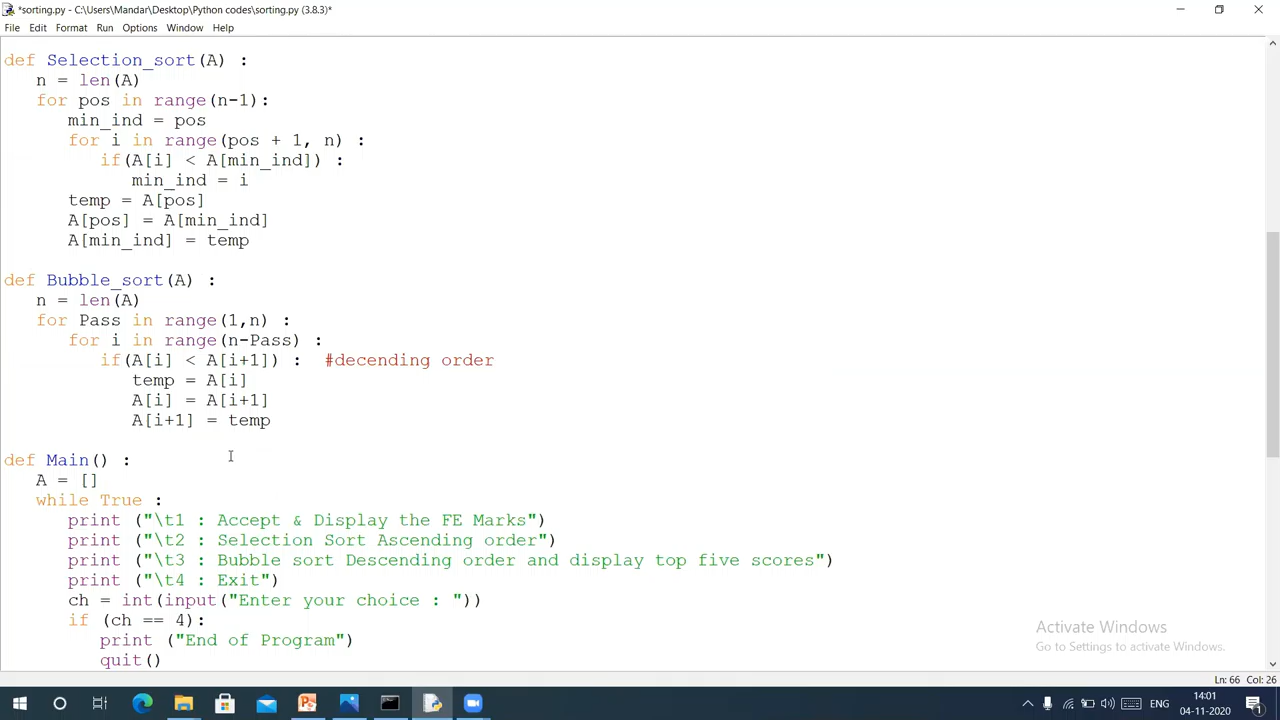 *sorting.py - C:\Users\Mandar\Desktop\Python codes\sorting.py (3.8.3)*
File Edit Format Run Options Window Help
def Selection_sort(A) :
n = len(A)
for pos in range(n-1):
min_ind = pos
for i in range(pos + 1, n) :
if(A[i] < A[min_ind]) :
min_ind = i
temp = A[pos]
A[pos] = A[min_ind]
A[min_ind] = temp
def Bubble_sort(A) :
n = len(A)
for Pass in range(1,n) :
for i in range(n-Pass) :
if(A[i] < A[i+1]) : #decending order
temp = A[i]
A[i] = A[i+1]
A[i+1] = temp
def Main() :
A = []
while True :
print ("\t1 : Accept & Display the FE Marks")
print ("\t2 : Selection Sort Ascending order")
print ("\t3 : Bubble sort Descending order and display top five scores")
print ("\t4 : Exit")
ch = int(input("Enter your choice : "))
if (ch == 4):
print ("End of Program")
quit()
Activate Windows
Go to Settings to activate Windows.
Ln: 66 Col: 26
ENG
14:01
04-11-2020
1